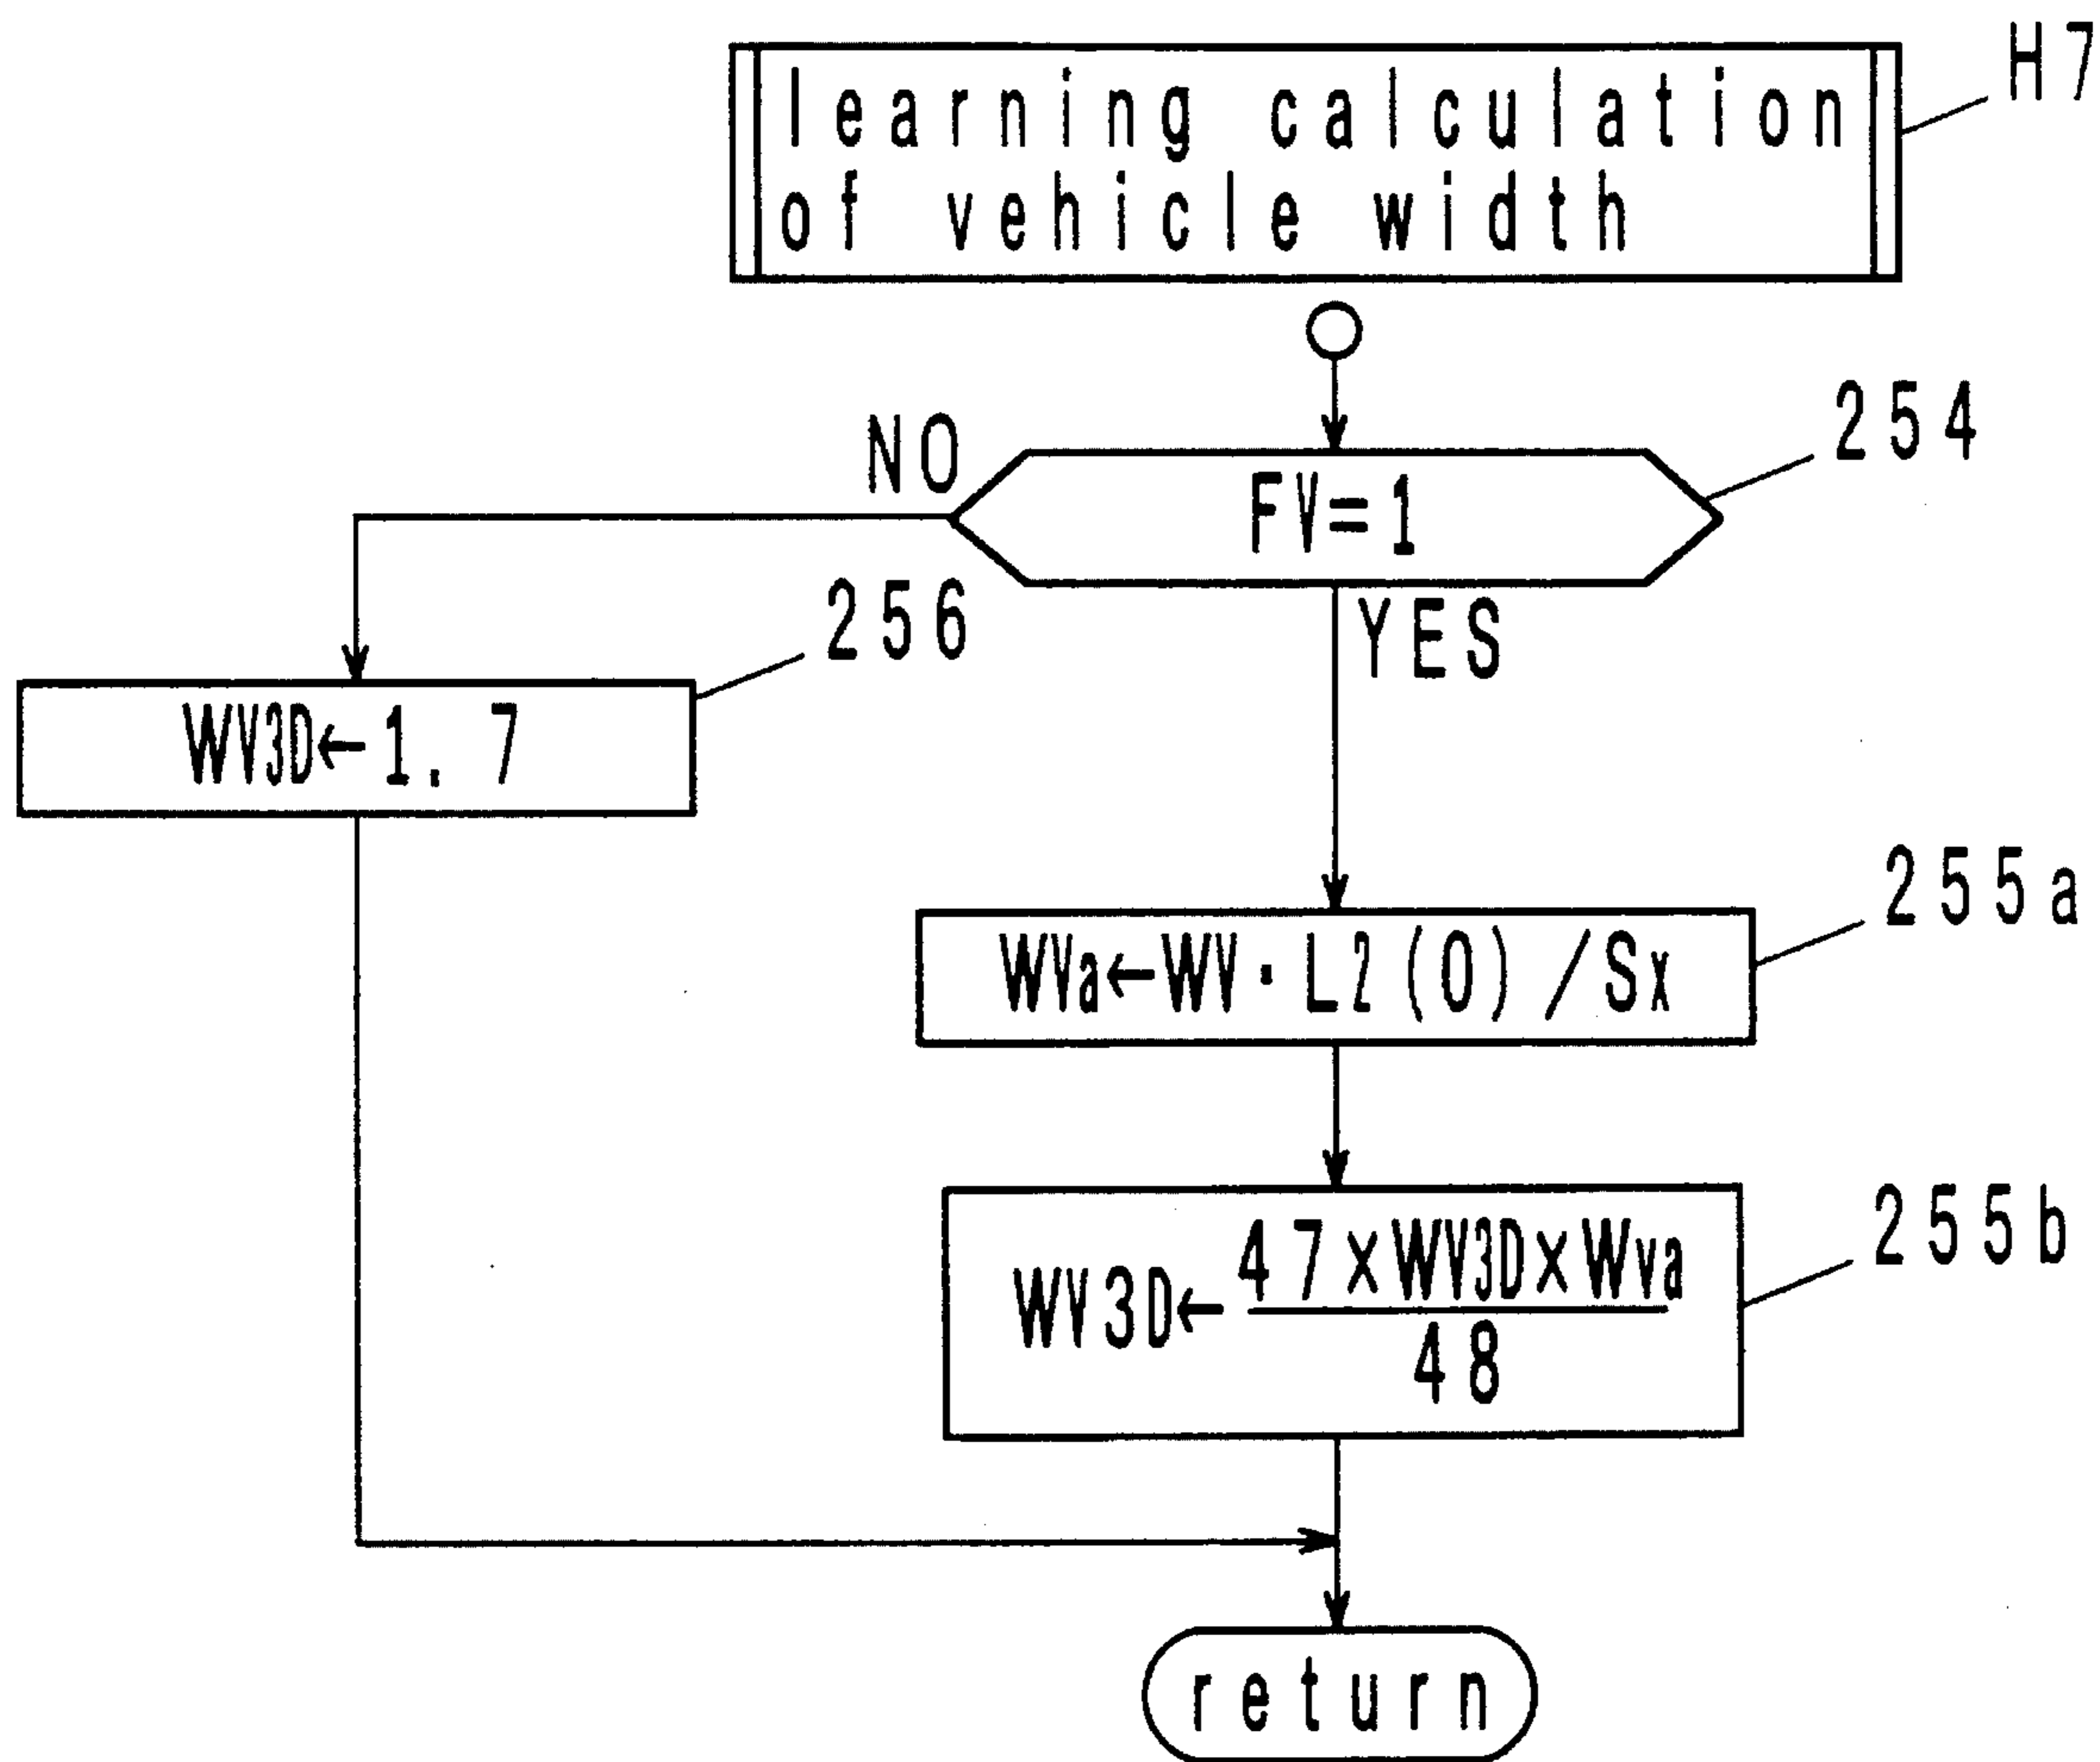 learning calculation
of vehicle width
H7
254
NO
FV=1
YES
256
WV3D←1.7
255a
WVa←WV·L2(0)/Sx
255b
WV3D←
47×WV3D×Wva
48
return